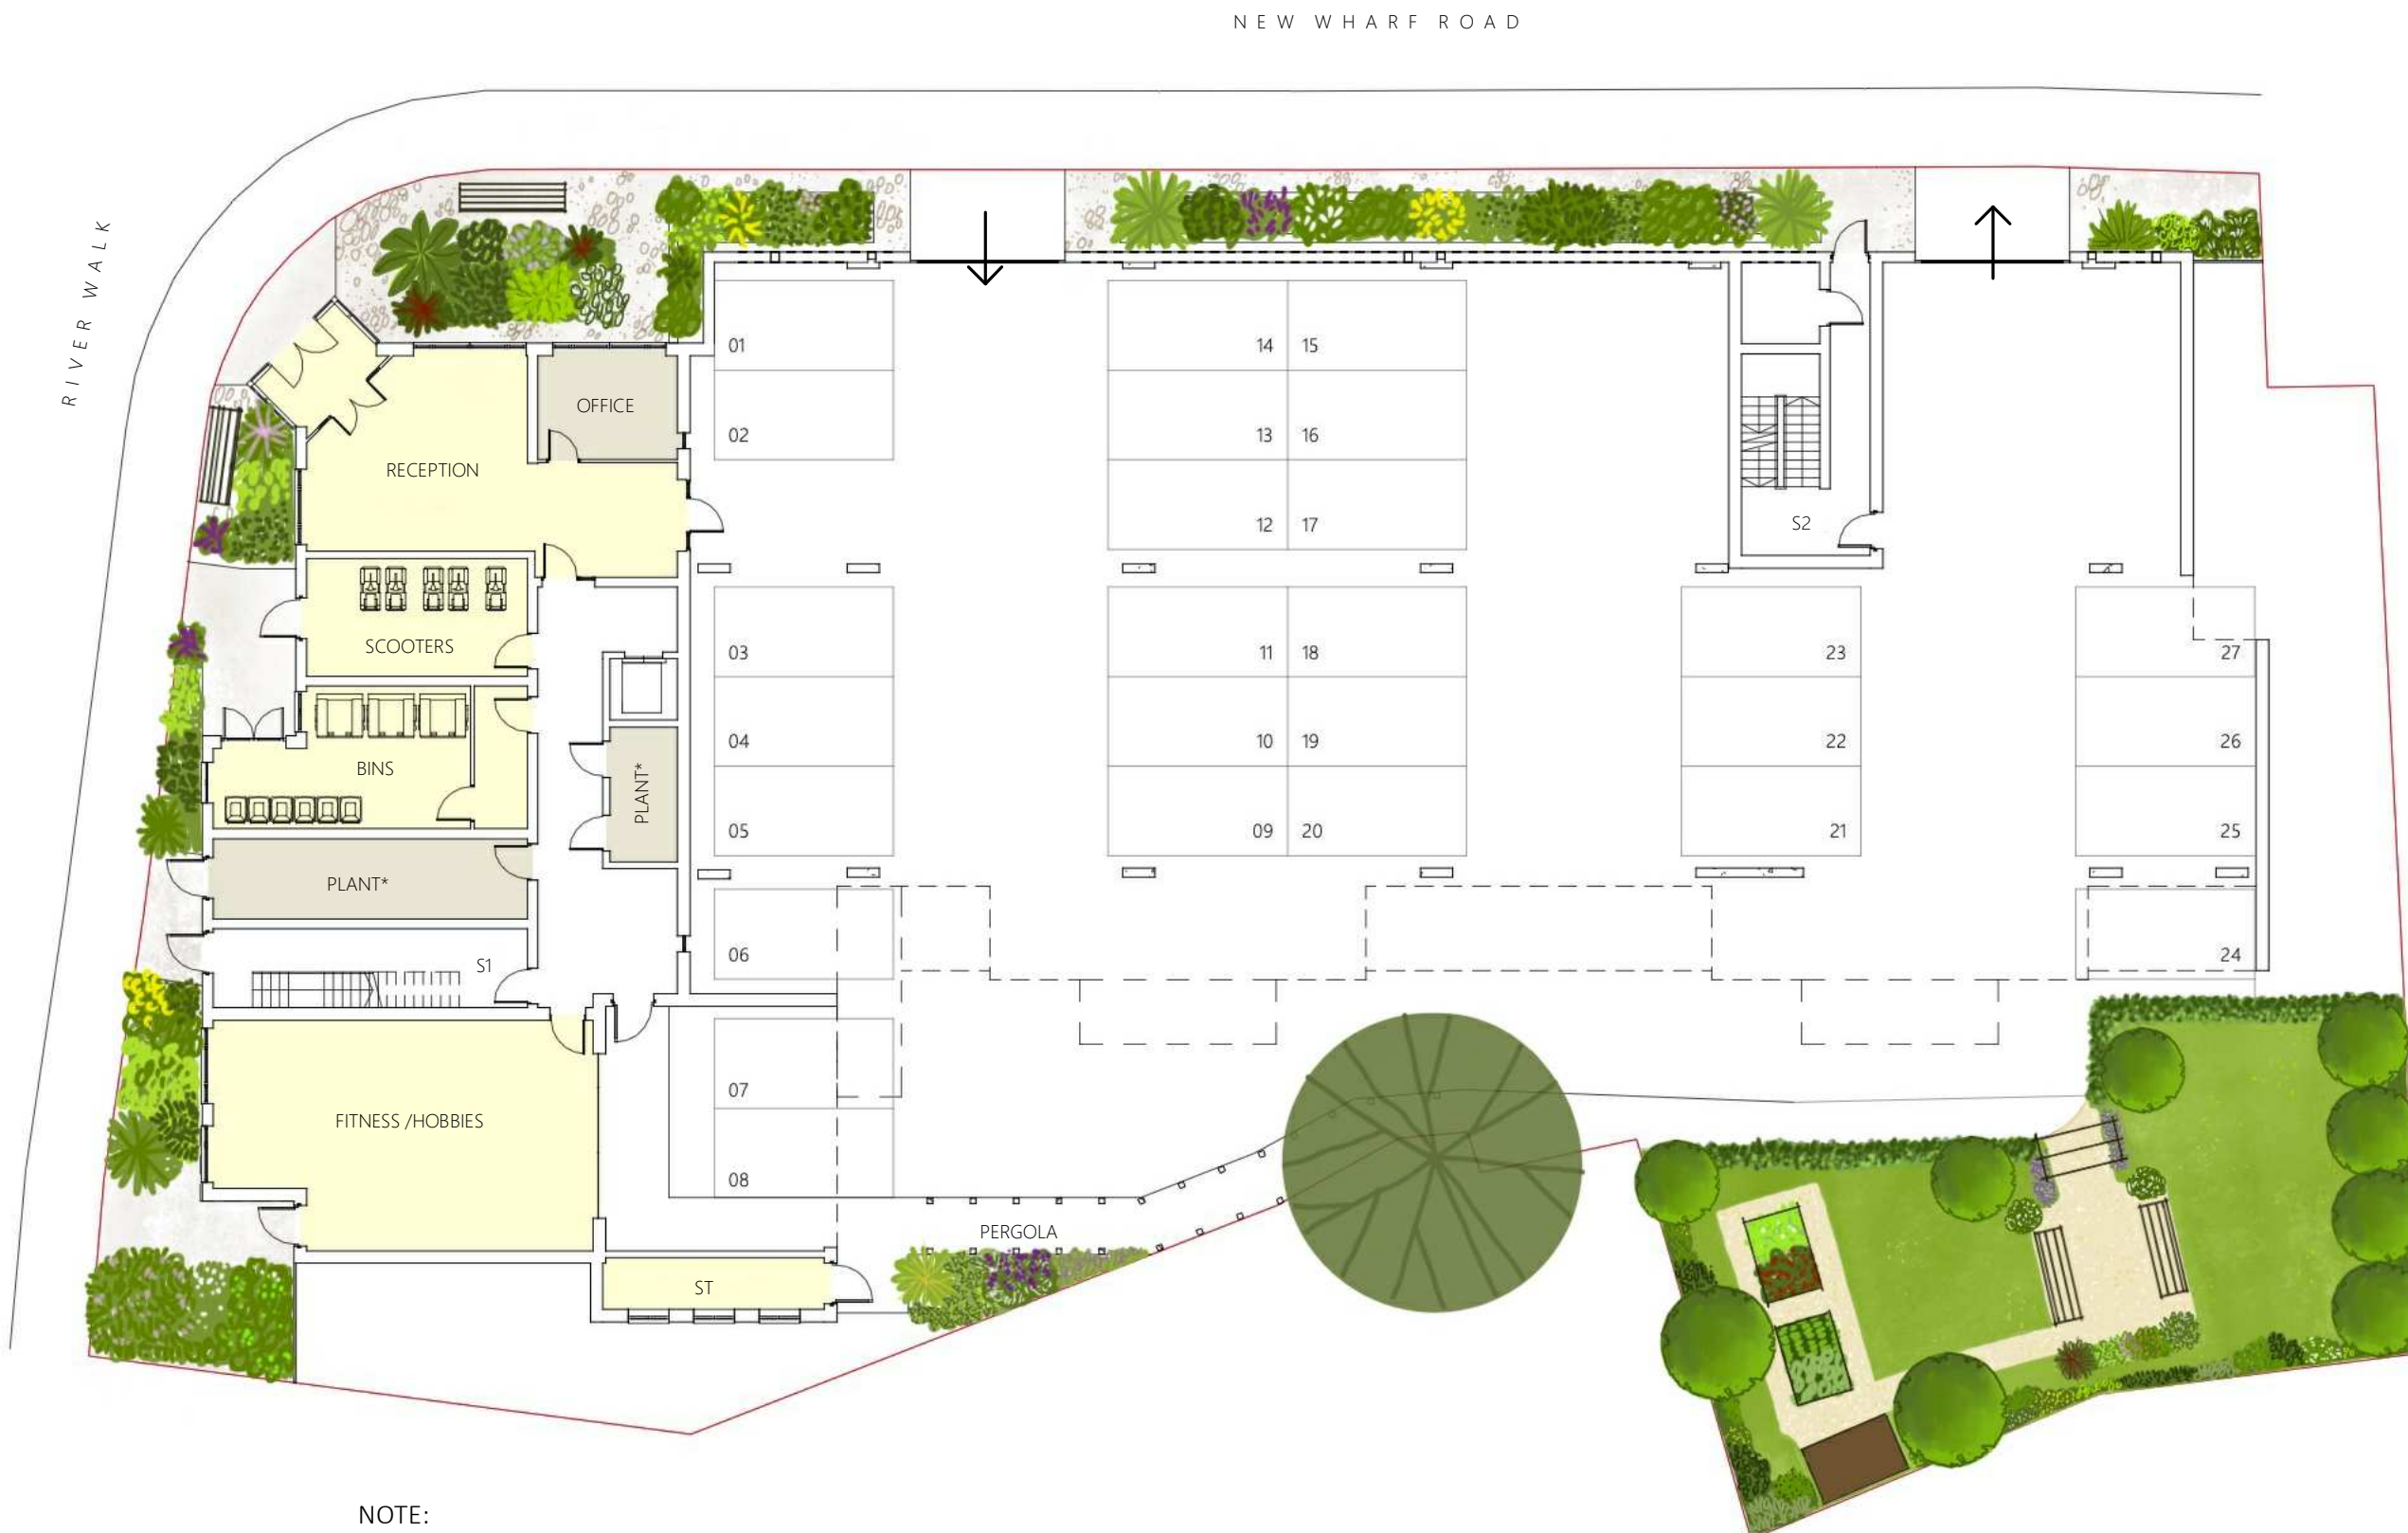 NEW WHARF ROAD
RIVER WALK
01
14 15
OFFICE
02
13 16
RECEPTION
12 17
S2
SCOOTERS
03
11 18
23
27
04
10 19
22
26
BINS
PLANT*
05
09 20
21
25
PLANT*
06
24
S1
07
FITNESS /HOBBIES
08
PERGOLA
ST
NOTE: